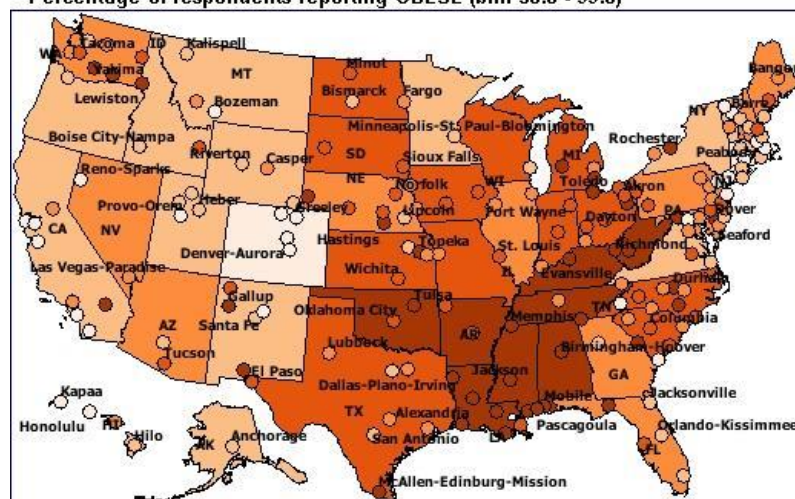 Percentage of respondents reporting OBESE (bmi 30.0 - 99.8)
WA
Tacoma
ID
Kalispell
Yakima
MT
Minot
Bismarck
Fargo
Bangor
Lewiston
Bozeman
NY
Barre
Boise City-Nampa
Minneapolis-St.
Paul-Bloomington
Rochester
Riverton
Casper
SD
Sioux Falls
WI
MI
Peabody
Reno-Sparks
NE
Norfolk
Toledo
Akron
NJ
Provo-Orem
Heber
Greeley
Lincoln
Fort Wayne
Dayton
PA
Dover
CA
NV
Denver-Aurora
Hastings
Topeka
St. Louis
IL
Richmond
Seaford
Las Vegas-Paradise
Wichita
Evansville
Durham
Gallup
Oklahoma City
Tulsa
TN
AZ
Santa Fe
Memphis
Columbia
AR
Tucson
Lubbock
Birmingham-Hoover
El Paso
Dallas-Plano-Irving
Jackson
GA
Kapaa
TX
Alexandria
Mobile
Jacksonville
Honolulu
HI
Hilo
AK
Anchorage
San Antonio
LA
Pascagoula
Orlando-Kissimmee
FL
McAllen-Edinburg-Mission